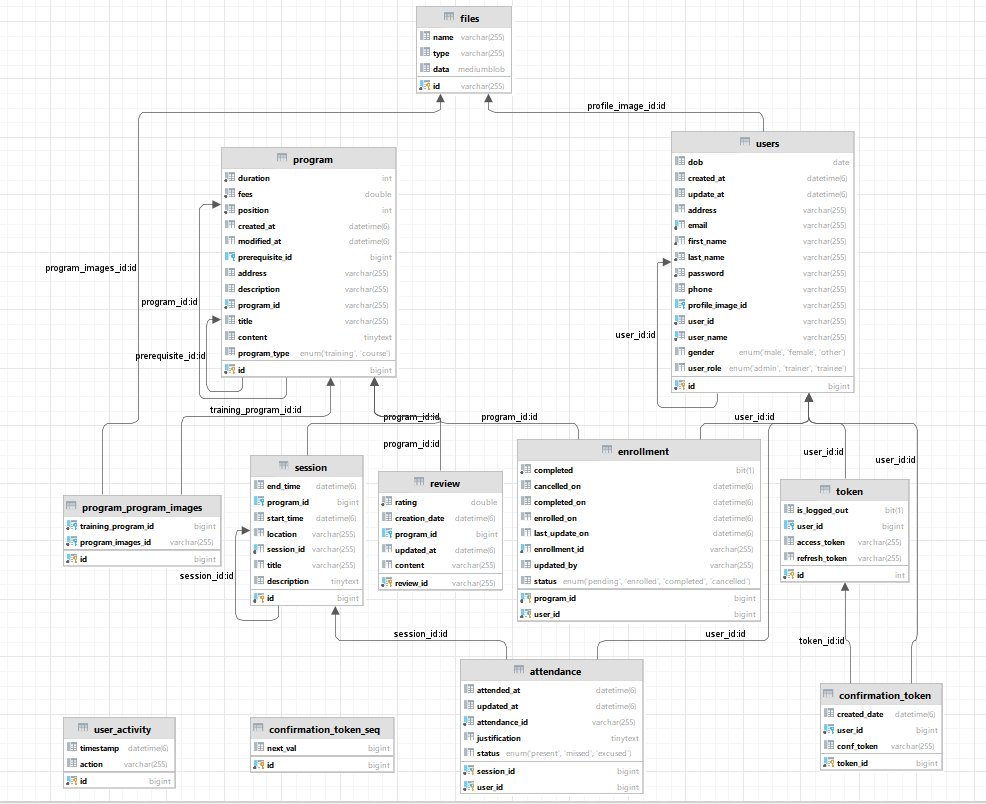 files
name varchar(255)
type varchar(255)
data mediumblob
id varchar(255)
profile_image_id:id
users
dob date
created_at datetime(6)
update_at datetime(6)
address varchar(255)
email varchar(255)
first_name varchar(255)
last_name varchar(255)
password varchar(255)
phone varchar(255)
profile_image_id varchar(255)
user_id varchar(255)
user_name varchar(255)
gender enum('male', 'female', 'other')
user_role enum('admin', 'trainer', 'trainee')
id bigint
user_id:id
program
duration int
fees double
position int
created_at datetime(6)
modified_at datetime(6)
prerequisite_id bigint
address varchar(255)
description varchar(255)
program_id varchar(255)
title varchar(255)
content tinytext
program_type enum('training', 'course')
id bigint
program_images_id:id
program_id:id
prerequisite_id:id
training_program_id:id
program_id:id
program_id:id
program_id:id
user_id:id
user_id:id
user_id:id
program_program_images
training_program_id bigint
program_images_id varchar(255)
id bigint
session
end_time datetime(6)
program_id bigint
start_time datetime(6)
location varchar(255)
session_id varchar(255)
title varchar(255)
description tinytext
id bigint
session_id:id
review
rating double
creation_date datetime(6)
program_id bigint
updated_at datetime(6)
content varchar(255)
review_id varchar(255)
enrollment
completed bit(1)
cancelled_on datetime(6)
completed_on datetime(6)
enrolled_on datetime(6)
last_update_on datetime(6)
enrollment_id varchar(255)
updated_by varchar(255)
status enum('pending', 'enrolled', 'completed', 'cancelled')
program_id bigint
user_id bigint
token
is_logged_out bit(1)
user_id bigint
access_token varchar(255)
refresh_token varchar(255)
id int
session_id:id
user_id:id
token_id:id
attendance
attended_at datetime(6)
updated_at datetime(6)
attendance_id varchar(255)
justification tinytext
status enum('present', 'missed', 'excused')
session_id bigint
user_id bigint
confirmation_token
created_date datetime(6)
user_id bigint
conf_token varchar(255)
token_id bigint
user_activity
timestamp datetime(6)
action varchar(255)
id bigint
confirmation_token_seq
next_val bigint
id bigint